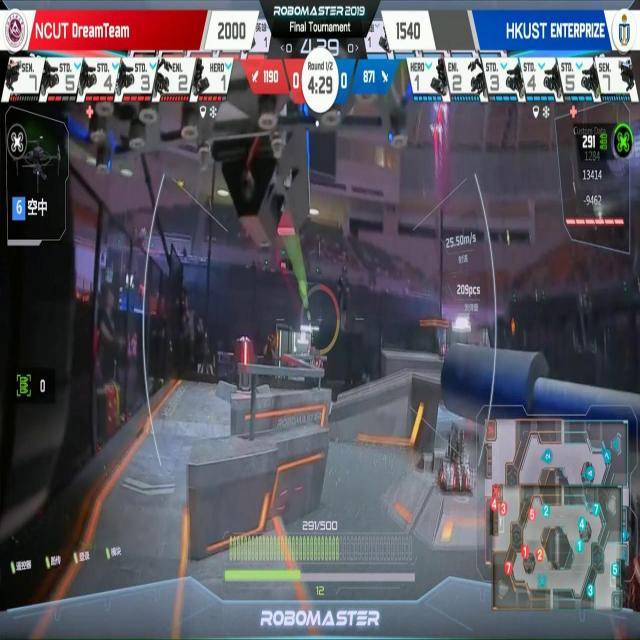 ROBOMASTER 2019
NCUT DreamTeam
2000
Final Tournament
1540
HKUST ENTERPRIZE
SEN. 7
STD. 5
STD. 4
STD. 3
ENI. 2
HERO 1
1190
0
Round 1/2
4:29
0
871
HERO 1
ENI. 2
STD. 3
STD. 4
STD. 5
SEN. 7
291
1284
13414
-9462
6 空中
25.50m/s
209pcs
0
291/500
12
ROBOMASTER